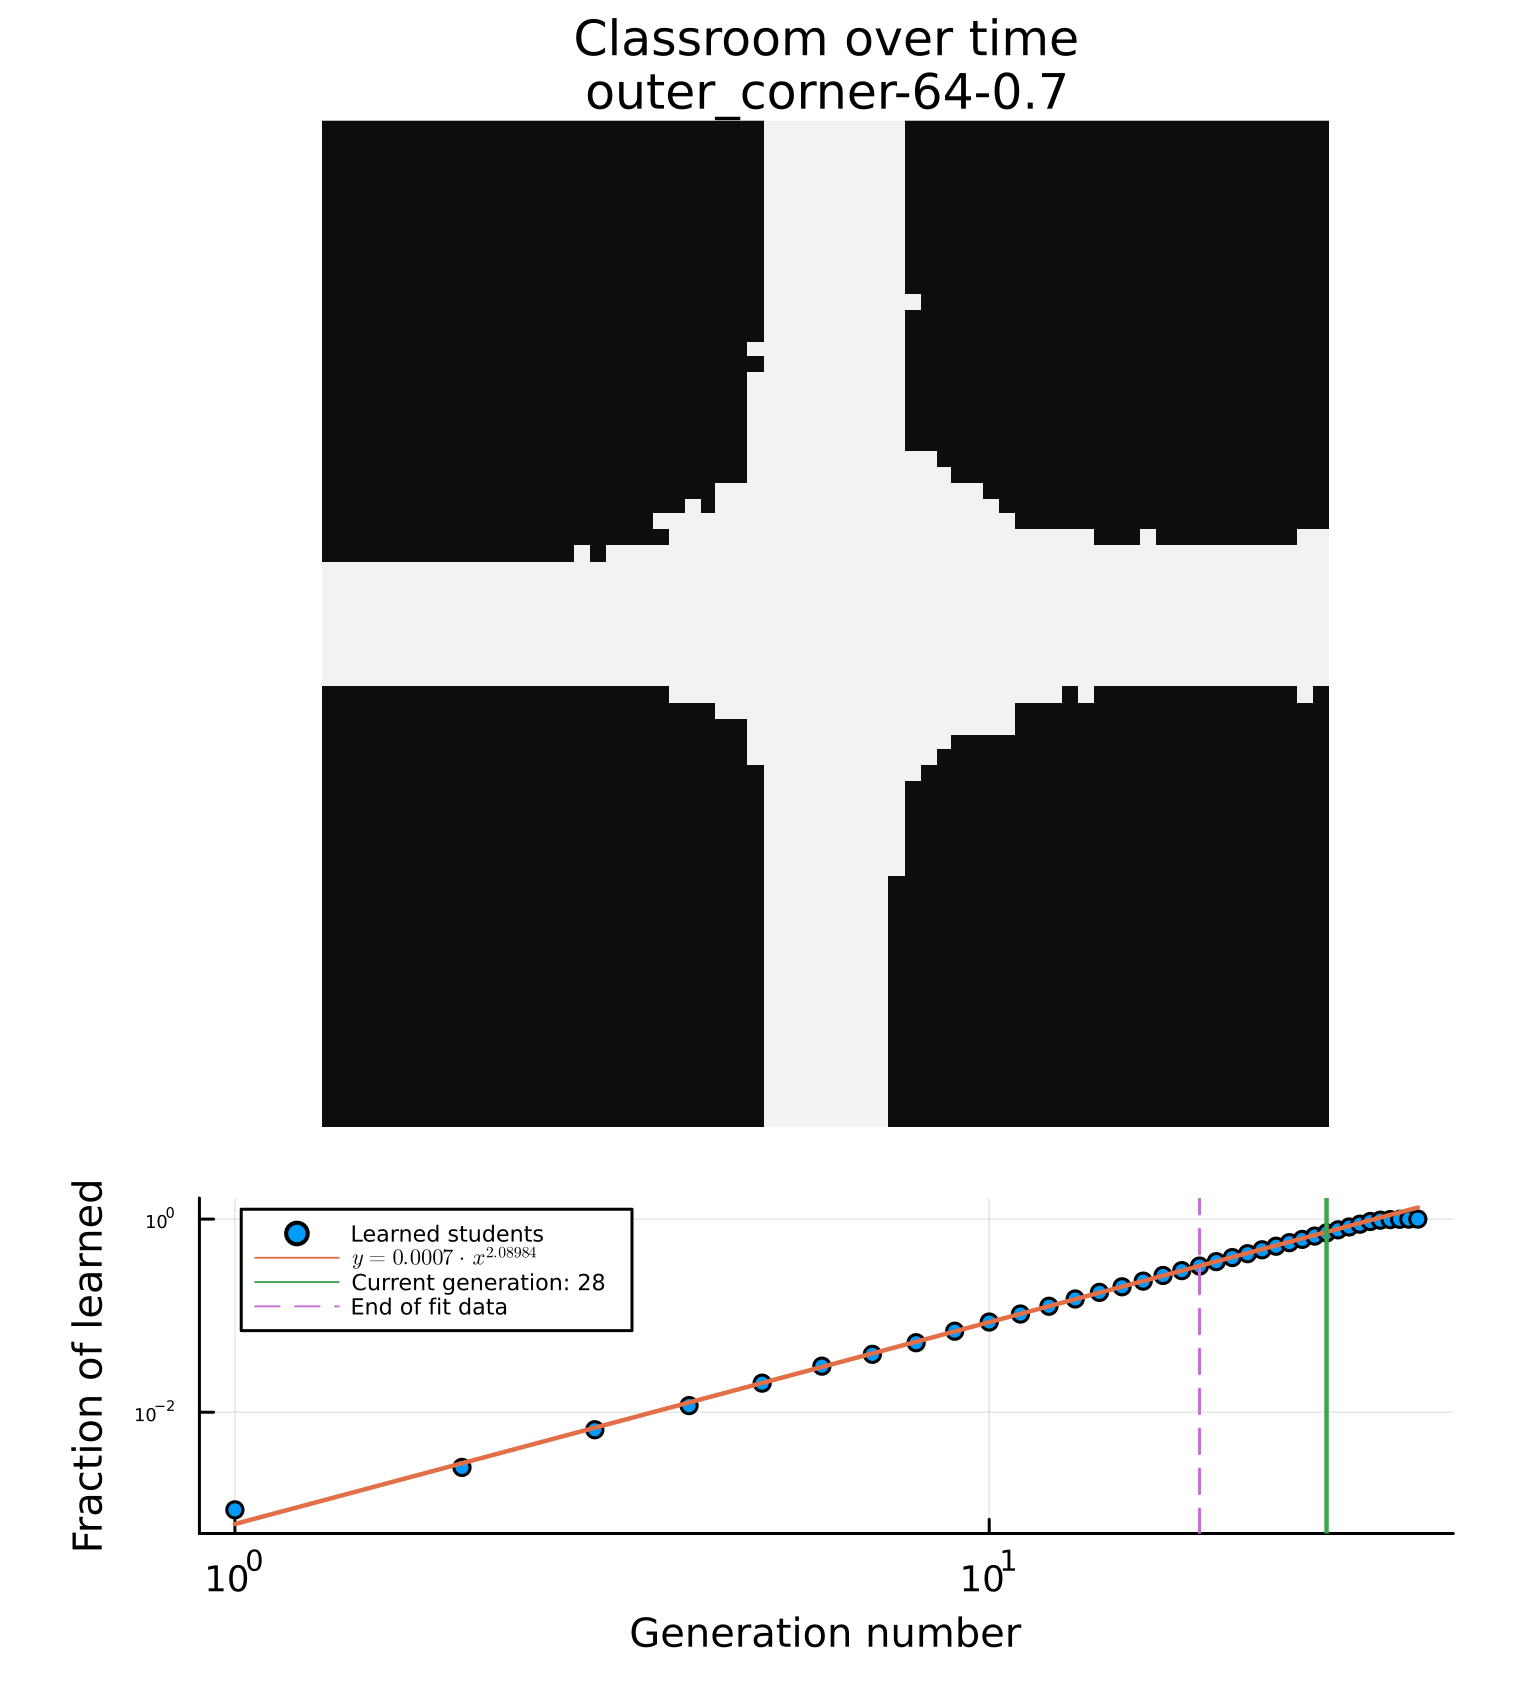 Classroom over time
outer_corner-64-0.7
Fraction of learned
10⁰
10⁻²
Learned students
y = 0.0007 · x^2.08984
Current generation: 28
End of fit data
10⁰
10¹
Generation number